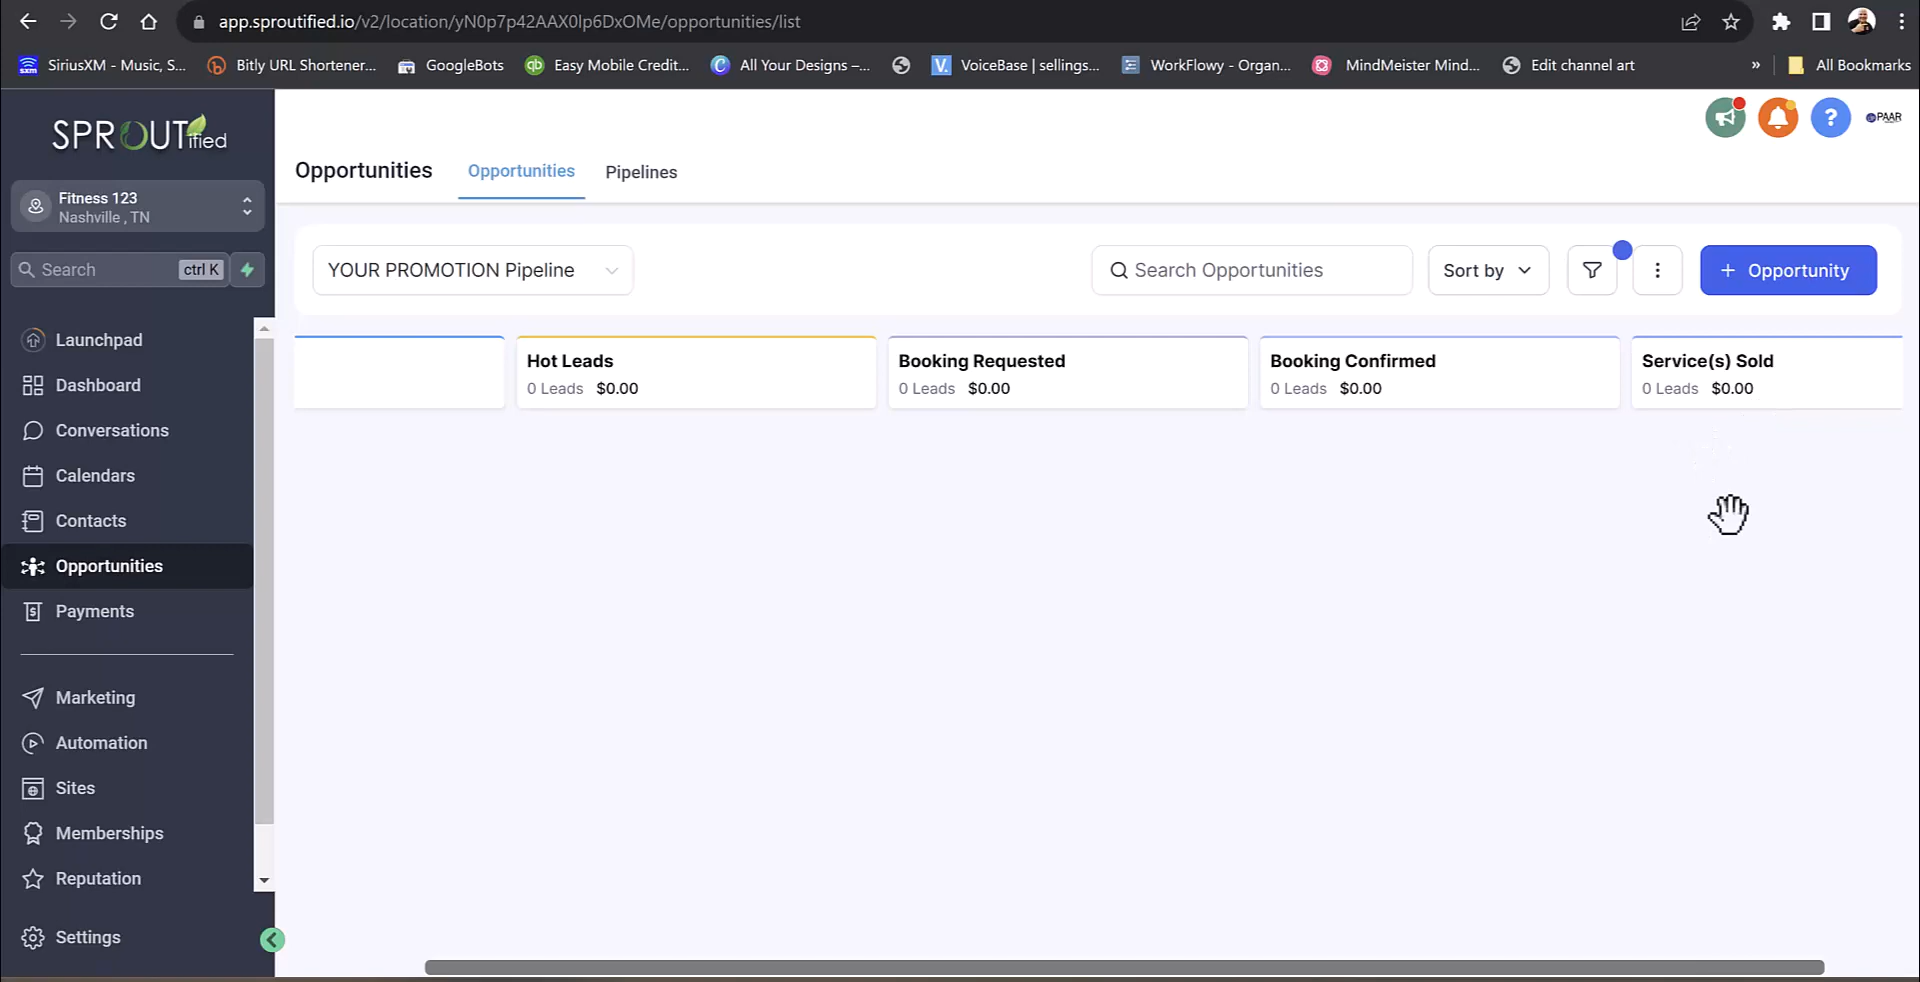 app.sproutified.io/v2/location/yN0p7p42AAX0lp6DxOMe/opportunities/list
SiriusXM - Music, S...
Bitly URL Shortener...
GoogleBots
Easy Mobile Credit...
All Your Designs –...
VoiceBase | sellings...
WorkFlowy - Organ...
MindMeister Mind...
Edit channel art
»
All Bookmarks
SPROUTified
PAAR
Opportunities
Opportunities
Pipelines
Fitness 123
Nashville , TN
Search
ctrl K
YOUR PROMOTION Pipeline
Search Opportunities
Sort by
+ Opportunity
Launchpad
Dashboard
Conversations
Calendars
Contacts
Opportunities
Payments
Marketing
Automation
Sites
Memberships
Reputation
Settings
Hot Leads
0 Leads $0.00
Booking Requested
0 Leads $0.00
Booking Confirmed
0 Leads $0.00
Service(s) Sold
0 Leads $0.00